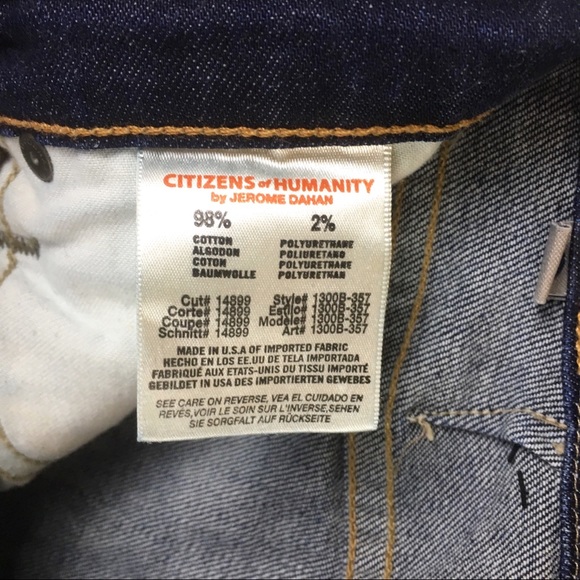 CITIZENS of HUMANITY
by JEROME DAHAN
98% 2%
COTTON POLYURETHANE
ALGODON POLIURETANO
COTON POLYURETHANE
BAUMWOLLE POLYURETHAN
Cut# 14899 Style# 1300B-357
Corte# 14899 Estilo# 1300B-357
Coupe# 14899 Modele# 1300B-357
Schnitt# 14899 Art# 1300B-357
MADE IN U.S.A OF IMPORTED FABRIC
HECHO EN LOS EE.UU DE TELA IMPORTADA
FABRIQUÉ AUX ETATS-UNIS DU TISSU IMPORTÉ
GEBILDET IN USA DES IMPORTIERTEN GEWEBES
SEE CARE ON REVERSE, VEA EL CUIDADO EN
REVÉS,VOIR LE SOIN SUR L'INVERSE,SEHEN
SIE SORGFALT AUF RÜCKSEITE